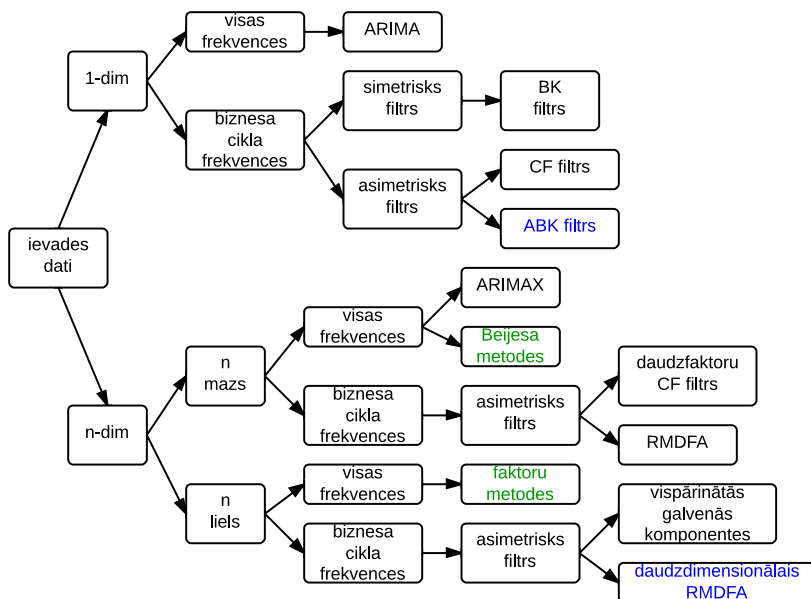 visas
frekvences
ARIMA
1-dim
simetrisks
filtrs
BK
filtrs
biznesa
cikla
frekvences
CF filtrs
asimetrisks
filtrs
ABK filtrs
ievades
dati
ARIMAX
visas
frekvences
Beijesa
metodes
n
mazs
daudzfaktoru
CF filtrs
biznesa
cikla
frekvences
asimetrisks
filtrs
n-dim
RMDFA
visas
frekvences
faktoru
metodes
n
liels
vispārinātās
galvenās
komponentes
biznesa
cikla
frekvences
asimetrisks
filtrs
daudzdimensionālais
RMDFA